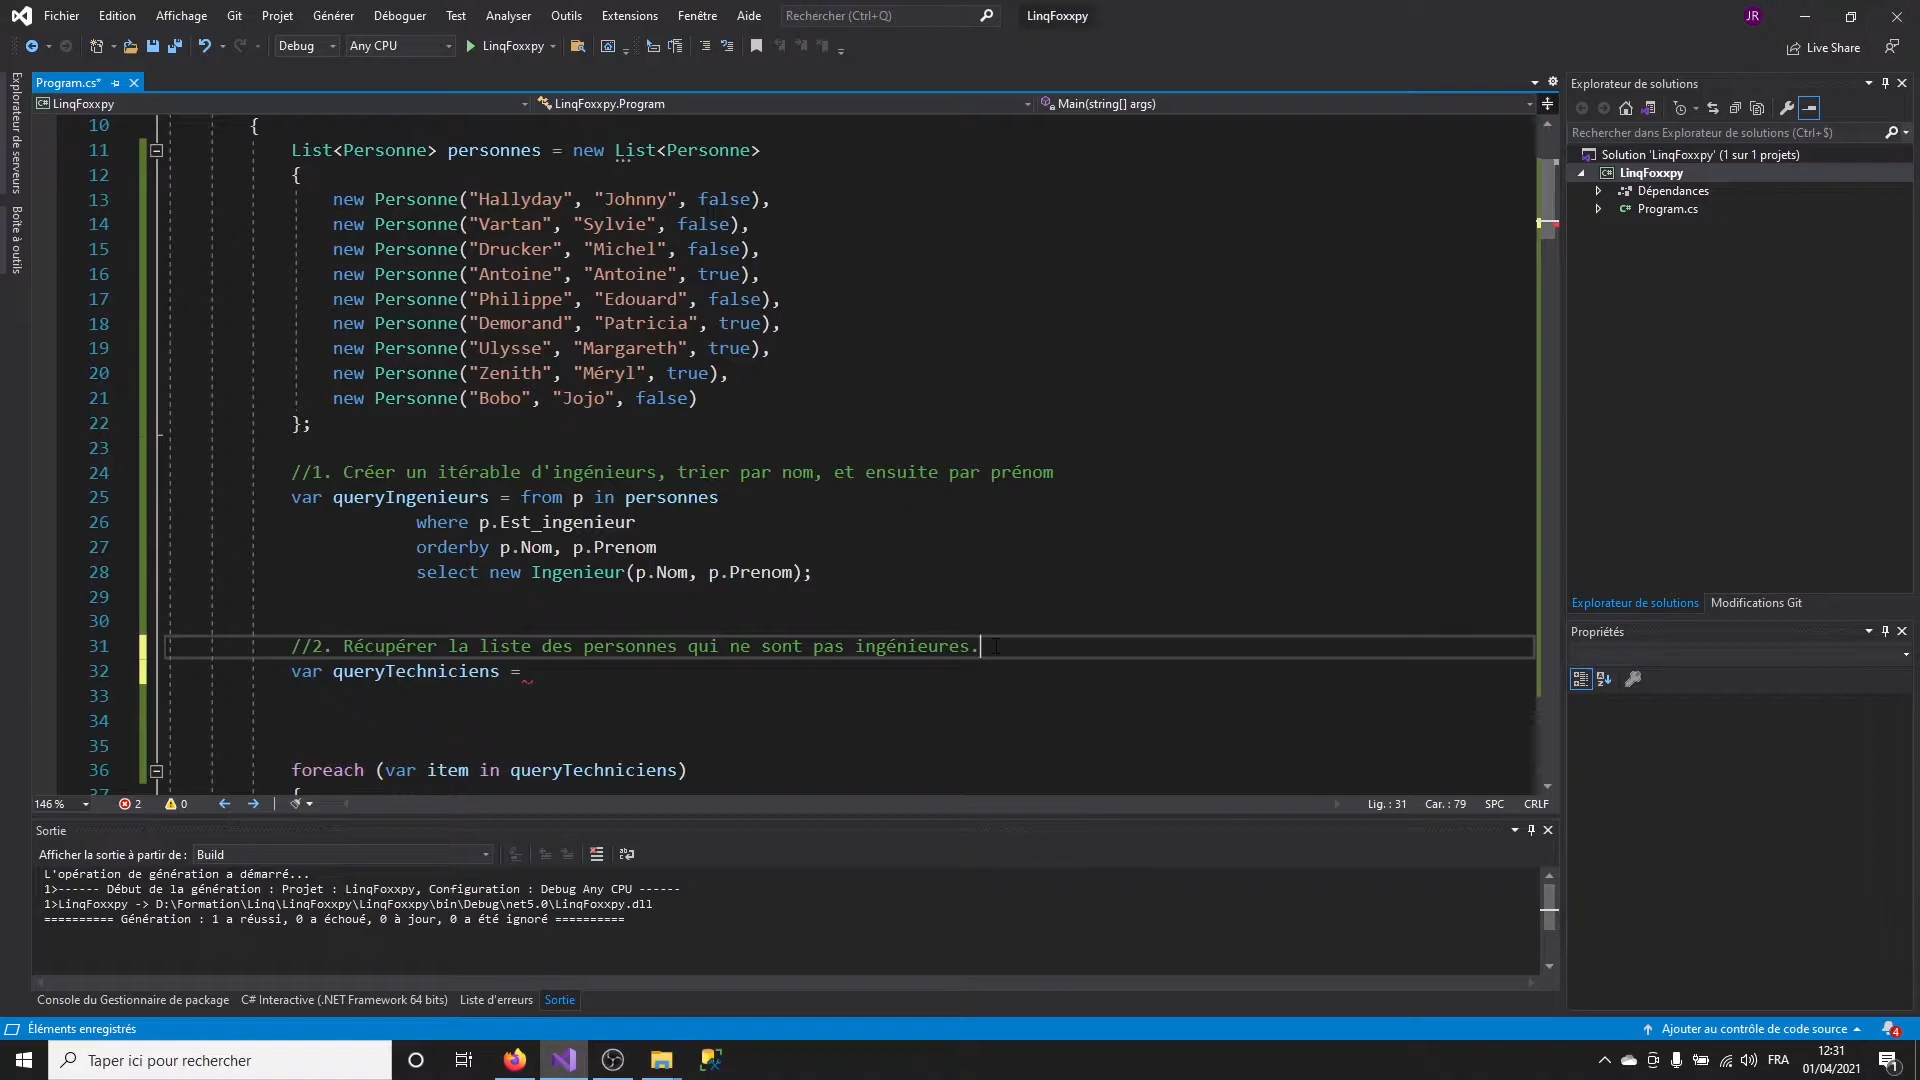 Fichier Edition Affichage Git Projet Générer Déboguer Test Analyser Outils Extensions Fenêtre Aide Rechercher (Ctrl+Q) LinqFoxxpy JR
Debug Any CPU LinqFoxxpy Live Share
Explorateur de serveurs
Boîte à outils
Program.cs*
LinqFoxxpy LinqFoxxpy.Program Main(string[] args)
10 {
11 List<Personne> personnes = new List<Personne>
12 {
13 new Personne("Hallyday", "Johnny", false),
14 new Personne("Vartan", "Sylvie", false),
15 new Personne("Drucker", "Michel", false),
16 new Personne("Antoine", "Antoine", true),
17 new Personne("Philippe", "Edouard", false),
18 new Personne("Demorand", "Patricia", true),
19 new Personne("Ulysse", "Margareth", true),
20 new Personne("Zenith", "Méryl", true),
21 new Personne("Bobo", "Jojo", false)
22 };
23
24 //1. Créer un itérable d'ingénieurs, trier par nom, et ensuite par prénom
25 var queryIngenieurs = from p in personnes
26 where p.Est_ingenieur
27 orderby p.Nom, p.Prenom
28 select new Ingenieur(p.Nom, p.Prenom);
29
30
31 //2. Récupérer la liste des personnes qui ne sont pas ingénieures.
32 var queryTechniciens =
33
34
35
36 foreach (var item in queryTechniciens)
37 {
146 % 2 0 Lig. : 31 Car. : 79 SPC CRLF
Sortie
Afficher la sortie à partir de : Build
L'opération de génération a démarré...
1>------ Début de la génération : Projet : LinqFoxxpy, Configuration : Debug Any CPU ------
1>LinqFoxxpy -> D:\Formation\Linq\LinqFoxxpy\LinqFoxxpy\bin\Debug\net5.0\LinqFoxxpy.dll
========== Génération : 1 a réussi, 0 a échoué, 0 à jour, 0 a été ignoré ==========
Console du Gestionnaire de package C# Interactive (.NET Framework 64 bits) Liste d'erreurs Sortie
Explorateur de solutions
Rechercher dans Explorateur de solutions (Ctrl+$)
Solution 'LinqFoxxpy' (1 sur 1 projets)
C# LinqFoxxpy
Dépendances
C# Program.cs
Explorateur de solutions Modifications Git
Propriétés
Éléments enregistrés Ajouter au contrôle de code source 4
Taper ici pour rechercher FRA 12:31
01/04/2021 1